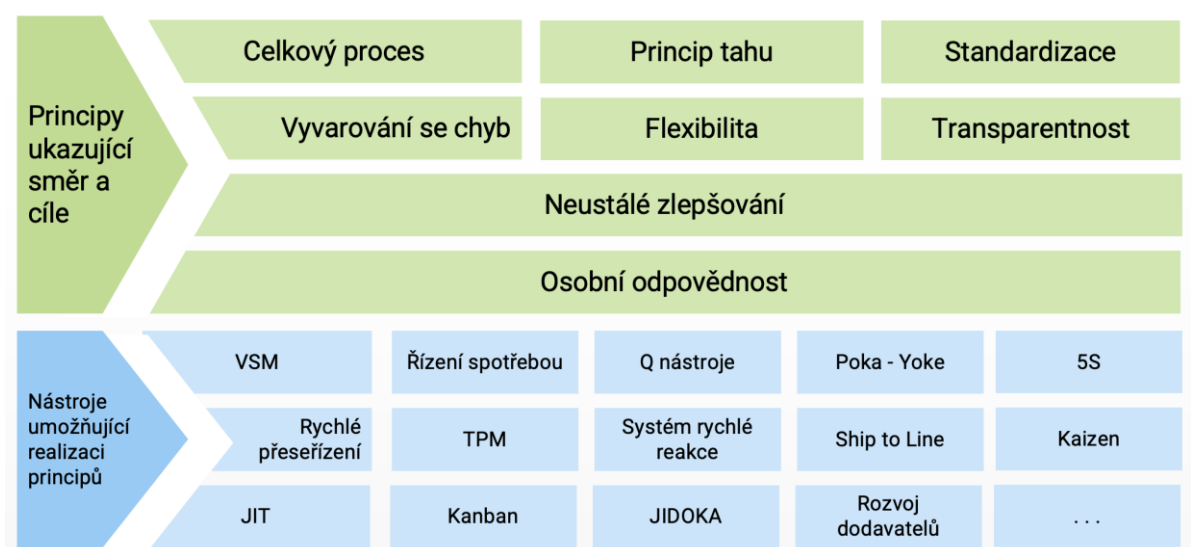 Principy
ukazující
směr a
cíle
Celkový proces
Princip tahu
Standardizace
Vyvarování se chyb
Flexibilita
Transparentnost
Neustálé zlepšování
Osobní odpovědnost
Nástroje
umožňující
realizaci
principů
VSM
Řízení spotřebou
Q nástroje
Poka - Yoke
5S
Rychlé
přeseřízení
TPM
Systém rychlé
reakce
Ship to Line
Kaizen
JIT
Kanban
JIDOKA
Rozvoj
dodavatelů
. . .